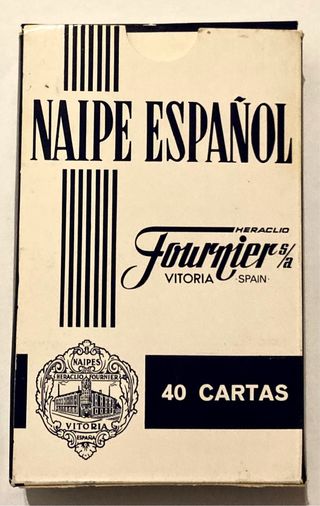 NAIPE ESPAÑOL
HERACLIO
Fournier s/a
VITORIA ·SPAIN·
NAIPES
HERACLIO FOURNIER
VITORIA
ESPAÑA
40 CARTAS